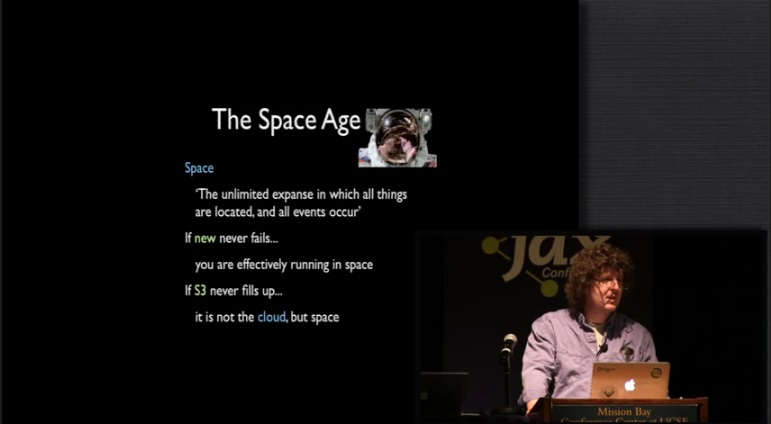 The Space Age
Space
‘The unlimited expanse in which all things
are located, and all events occur’
If new never fails...
you are effectively running in space
If S3 never fills up...
it is not the cloud, but space
jax
Conf
Mission Bay
Conference Center at UCSF